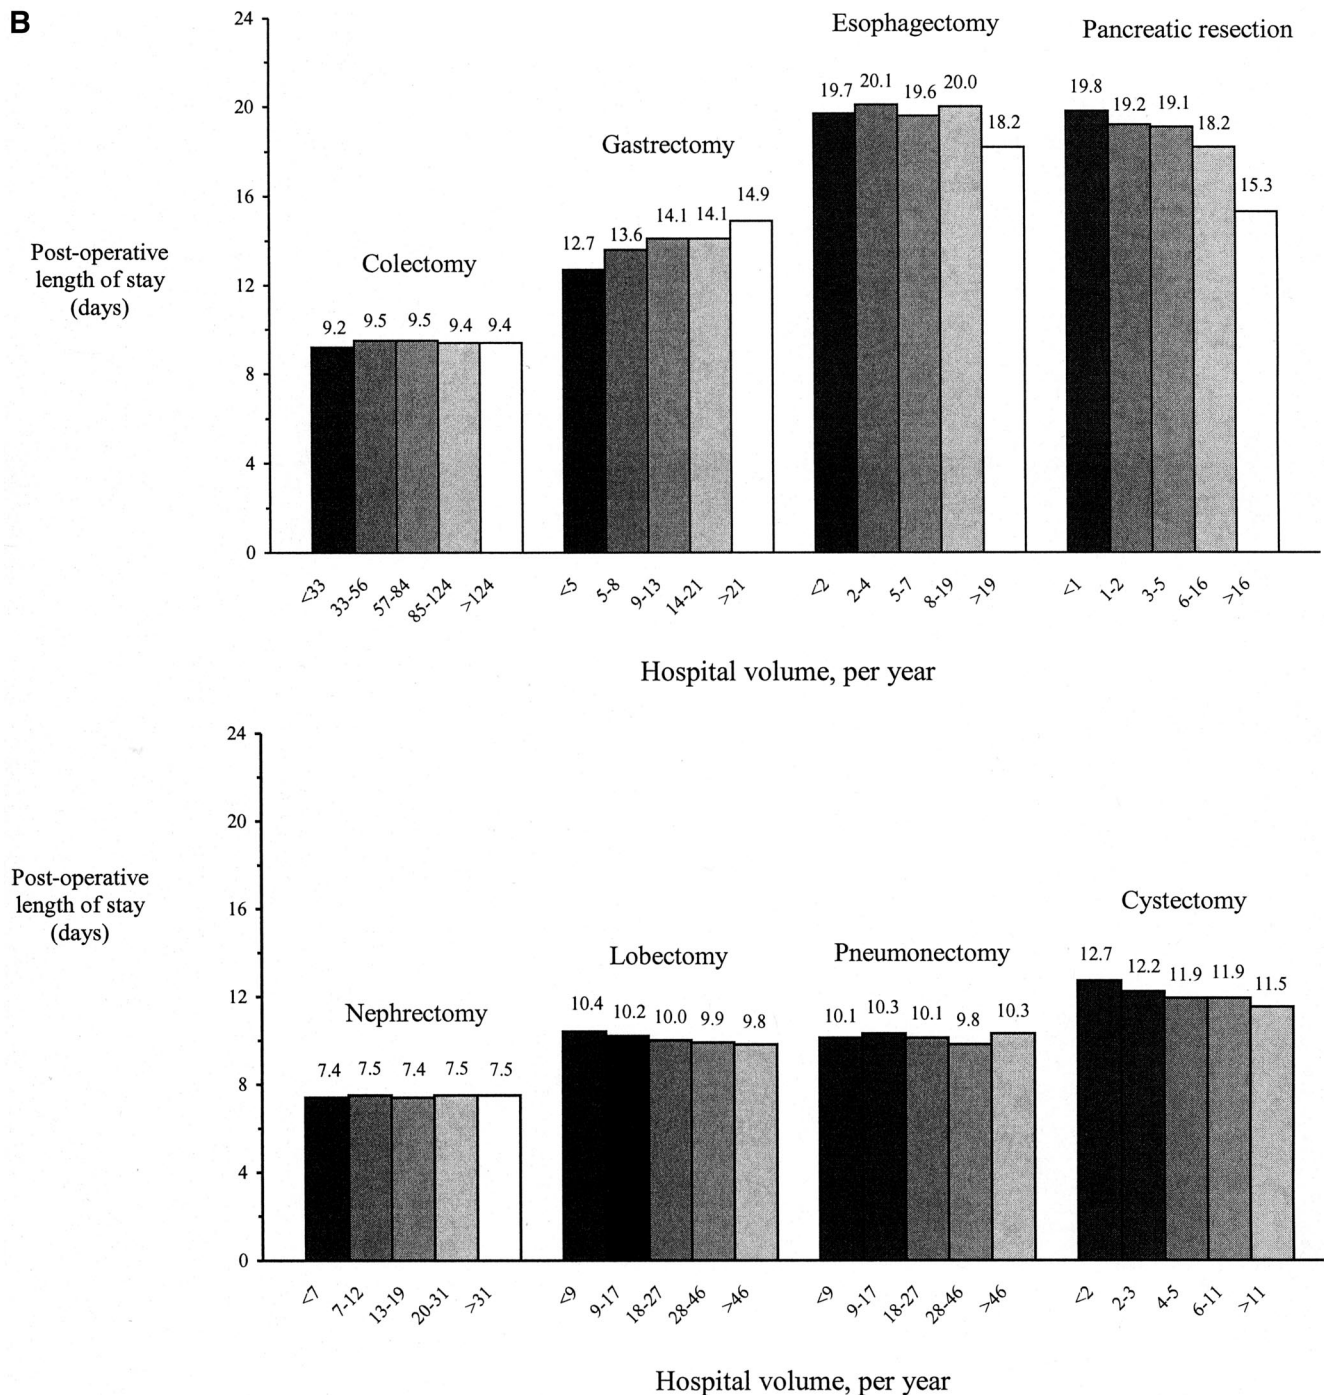 B
24
20
16
12
8
4
0
Post-operative
length of stay
(days)
Colectomy
9.2 9.5 9.5 9.4 9.4
Gastrectomy
12.7 13.6 14.1 14.1 14.9
Esophagectomy
19.7 20.1 19.6 20.0 18.2
Pancreatic resection
19.8 19.2 19.1 18.2 15.3
<33 33-56 57-84 85-124 >124
<5 5-8 9-13 14-21 >21
<2 2-4 5-7 8-19 >19
<1 1-2 3-5 6-16 >16
Hospital volume, per year
24
20
16
12
8
4
0
Post-operative
length of stay
(days)
Nephrectomy
7.4 7.5 7.4 7.5 7.5
Lobectomy
10.4 10.2 10.0 9.9 9.8
Pneumonectomy
10.1 10.3 10.1 9.8 10.3
Cystectomy
12.7 12.2 11.9 11.9 11.5
<7 7-12 13-19 20-31 >31
<9 9-17 18-27 28-46 >46
<9 9-17 18-27 28-46 >46
<2 2-3 4-5 6-11 >11
Hospital volume, per year